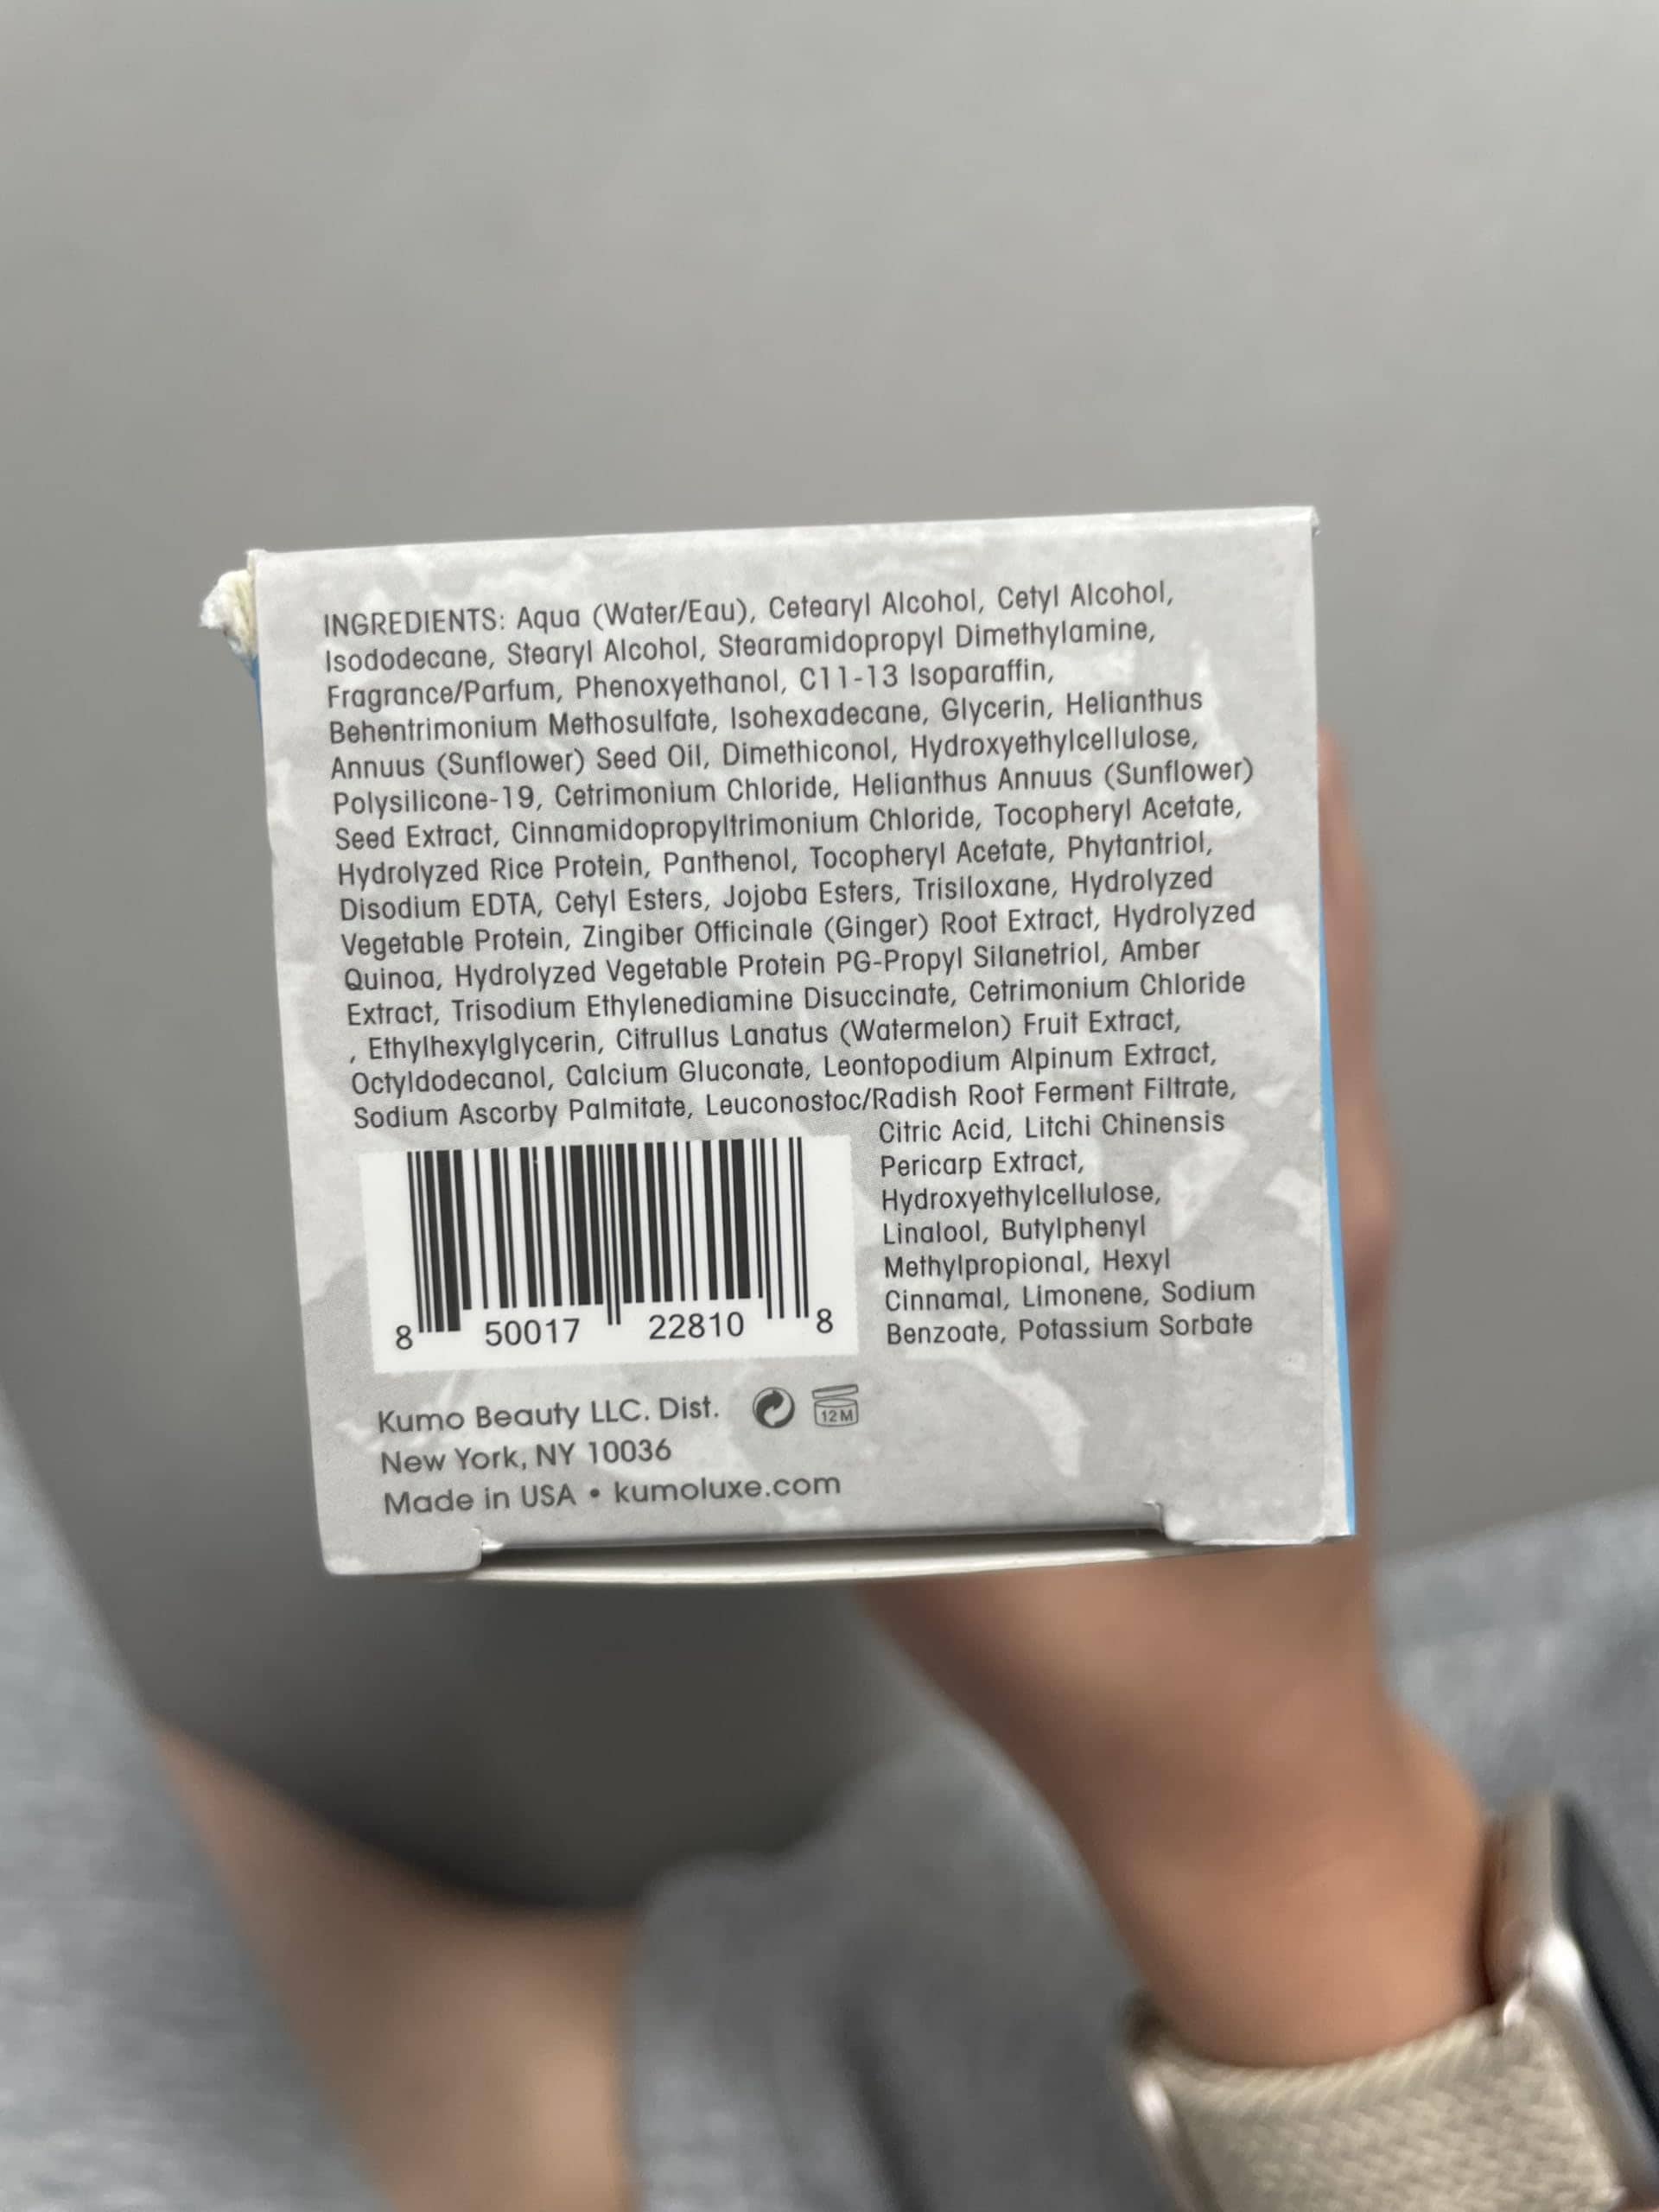 INGREDIENTS: Aqua (Water/Eau), Cetearyl Alcohol, Cetyl Alcohol,
Isododecane, Stearyl Alcohol, Stearamidopropyl Dimethylamine,
Fragrance/Parfum, Phenoxyethanol, C11-13 Isoparaffin,
Behentrimonium Methosulfate, Isohexadecane, Glycerin, Helianthus
Annuus (Sunflower) Seed Oil, Dimethiconol, Hydroxyethylcellulose,
Polysilicone-19, Cetrimonium Chloride, Helianthus Annuus (Sunflower)
Seed Extract, Cinnamidopropyltrimonium Chloride, Tocopheryl Acetate,
Hydrolyzed Rice Protein, Panthenol, Tocopheryl Acetate, Phytantriol,
Disodium EDTA, Cetyl Esters, Jojoba Esters, Trisiloxane, Hydrolyzed
Vegetable Protein, Zingiber Officinale (Ginger) Root Extract, Hydrolyzed
Quinoa, Hydrolyzed Vegetable Protein PG-Propyl Silanetriol, Amber
Extract, Trisodium Ethylenediamine Disuccinate, Cetrimonium Chloride
, Ethylhexylglycerin, Citrullus Lanatus (Watermelon) Fruit Extract,
Octyldodecanol, Calcium Gluconate, Leontopodium Alpinum Extract,
Sodium Ascorby Palmitate, Leuconostoc/Radish Root Ferment Filtrate,
Citric Acid, Litchi Chinensis
Pericarp Extract,
Hydroxyethylcellulose,
Linalool, Butylphenyl
Methylpropional, Hexyl
Cinnamal, Limonene, Sodium
Benzoate, Potassium Sorbate
8 50017 22810 8
Kumo Beauty LLC. Dist.
12M
New York, NY 10036
Made in USA • kumoluxe.com